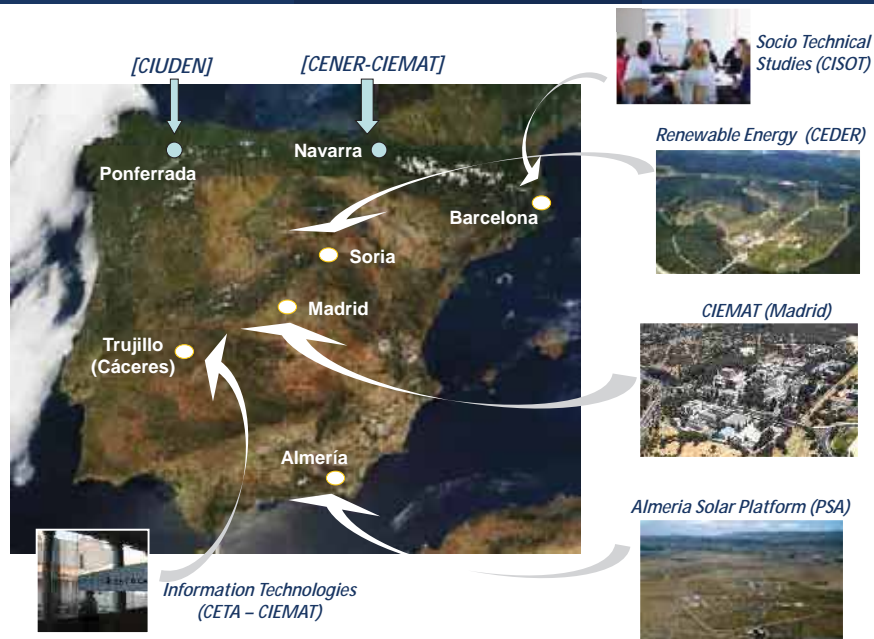 [CIUDEN]
[CENER-CIEMAT]
Socio Technical
Studies (CISOT)
Ponferrada
Navarra
Renewable Energy (CEDER)
Barcelona
Soria
Madrid
CIEMAT (Madrid)
Trujillo
(Cáceres)
Almería
Almeria Solar Platform (PSA)
Information Technologies
(CETA – CIEMAT)